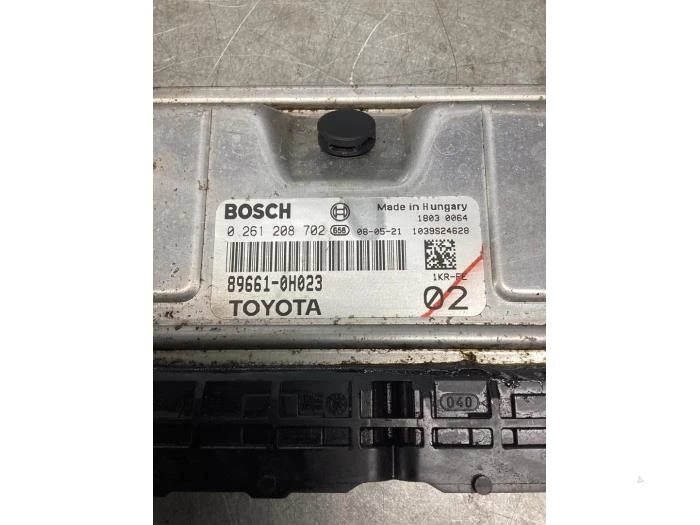 BOSCH Made in Hungary
1803 0064
0 261 208 702 656 08-05-21 1039S24628
89661-0H023 1KR-FE
TOYOTA 02
040